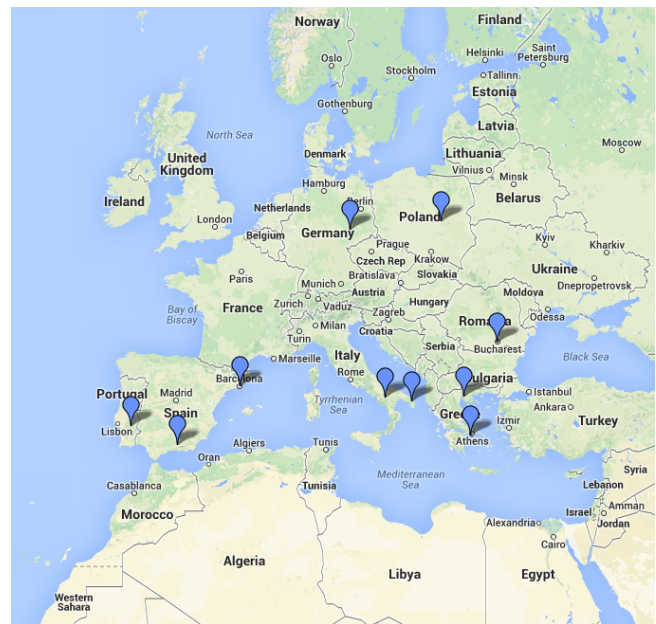 Norway
Finland
Helsinki
Saint
Petersburg
Oslo
Tallinn
Stockholm
Estonia
Gothenburg
Latvia
North Sea
Moscow
Denmark
Lithuania
United
Kingdom
Vilnius
Minsk
Hamburg
Ireland
Netherlands
Berlin
Belarus
London
Poland
Belgium
Germany
Prague
Kyiv
Kharkiv
Czech Rep
Krakow
Paris
Bratislava
Slovakia
Ukraine
Munich
Dnepropetrovsk
Austria
Zurich
Vaduz
Hungary
Moldova
France
Bay of
Biscay
Milan
Zagreb
Odessa
Croatia
Romania
Turin
Serbia
Bucharest
Marseille
Italy
Black Sea
Rome
Bulgaria
Barcelona
Portugal
Madrid
Istanbul
Tyrrhenian
Sea
Ankara
Spain
Greece
Izmir
Turkey
Lisbon
Athens
Algiers
Tunis
Oran
Mediterranean
Sea
Syria
Casablanca
Tunisia
Lebanon
Morocco
Israel
Amman
Alexandria
Jordan
Cairo
Algeria
Libya
Egypt
Western
Sahara